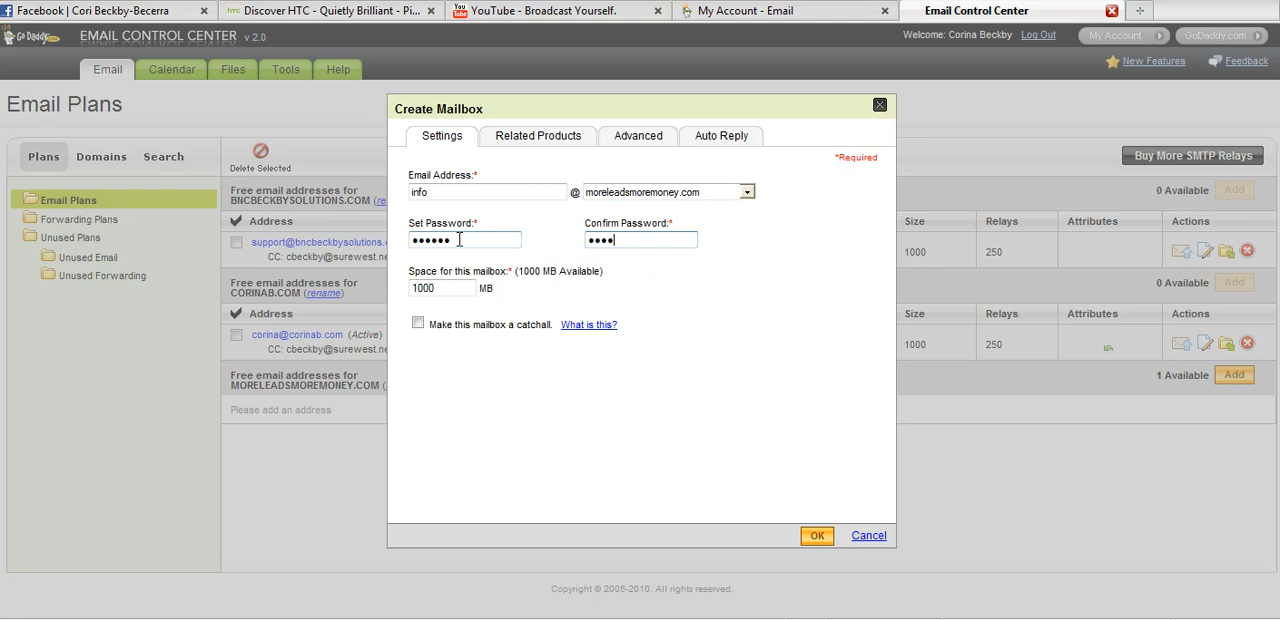 Facebook | Cori Beckby-Becerra
Discover HTC - Quietly Brilliant - Pi...
YouTube - Broadcast Yourself.
My Account - Email
Email Control Center
Go Daddy.com
EMAIL CONTROL CENTER v 2.0
Welcome: Corina Beckby
Log Out
My Account
GoDaddy.com
Email
Calendar
Files
Tools
Help
New Features
Feedback
Email Plans
Plans
Domains
Search
Delete Selected
Buy More SMTP Relays
Email Plans
Forwarding Plans
Unused Plans
Unused Email
Unused Forwarding
Free email addresses for
BNCBECKBYSOLUTIONS.COM (re
0 Available Add
Address
Size Relays Attributes Actions
support@bncbeckbysolutions.
CC: cbeckby@surewest.ne
1000 250
Free email addresses for
CORINAB.COM (rename)
0 Available Add
Address
Size Relays Attributes Actions
corina@corinab.com (Active)
CC: cbeckby@surewest.ne
1000 250
Free email addresses for
MORELEADSMOREMONEY.COM (
1 Available Add
Please add an address
Create Mailbox
Settings
Related Products
Advanced
Auto Reply
*Required
Email Address:*
info @ moreleadsmoremoney.com
Set Password:* Confirm Password:*
•••••• ••••
Space for this mailbox:* (1000 MB Available)
1000 MB
Make this mailbox a catchall. What is this?
OK Cancel
Copyright © 2005-2010. All rights reserved.